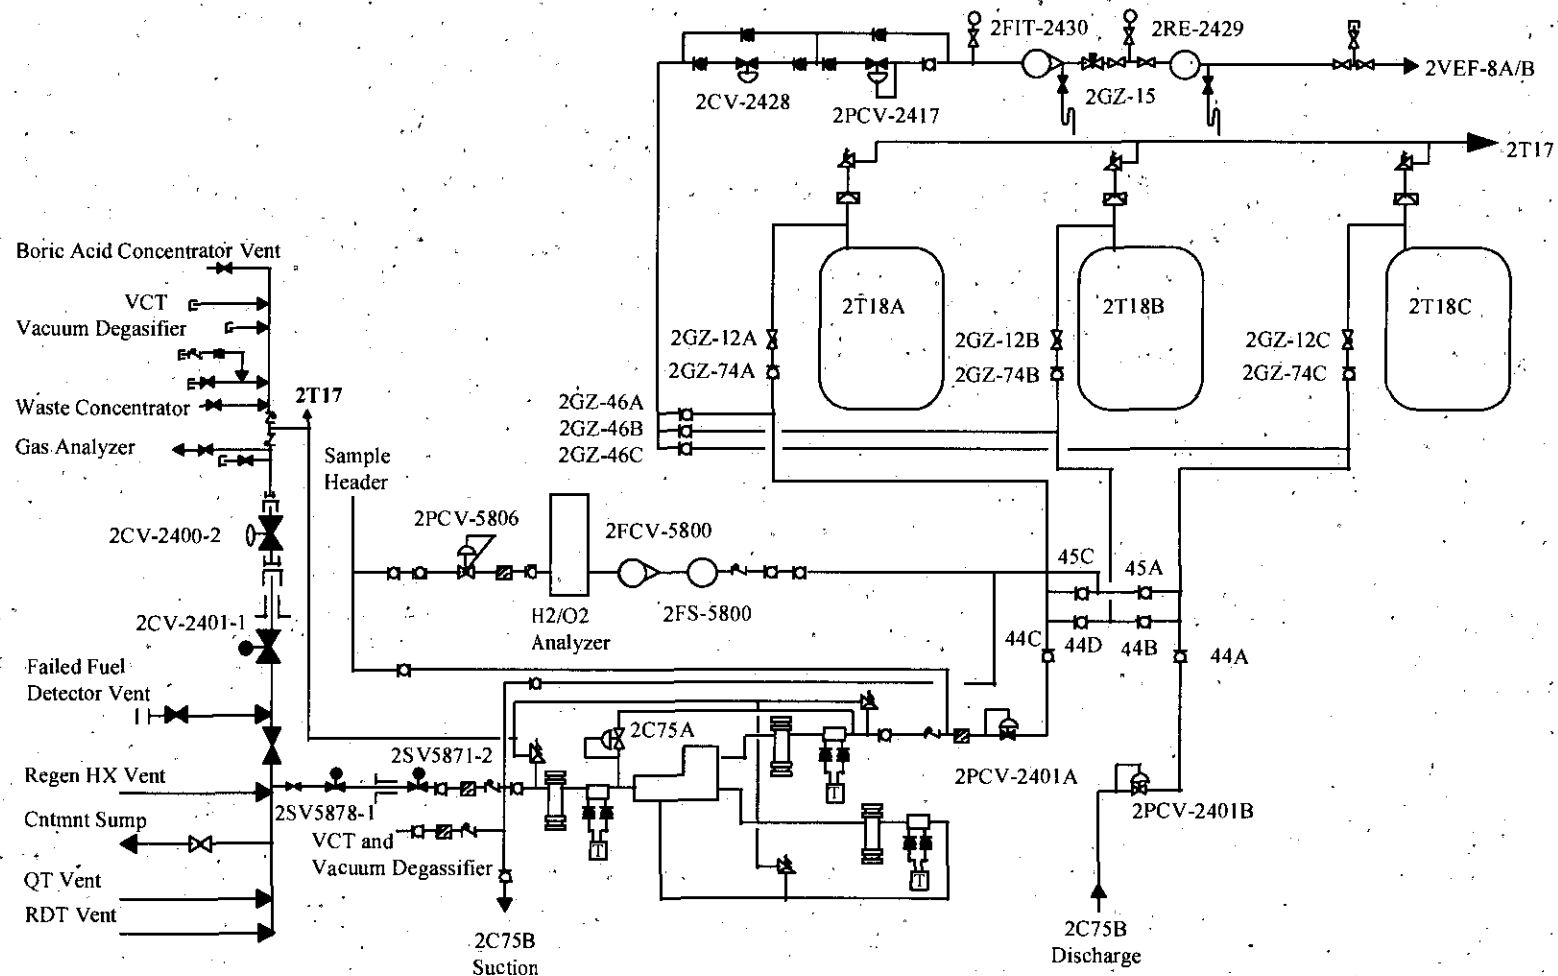 2FIT-2430
2RE-2429
2VEF-8A/B
2GZ-15
2CV-2428
2PCV-2417
2T17
Boric Acid Concentrator Vent
VCT
Vacuum Degasifier
2T18A
2T18B
2T18C
2GZ-12A
2GZ-12B
2GZ-12C
2GZ-74A
2GZ-74B
2GZ-74C
2T17
Waste Concentrator
2GZ-46A
2GZ-46B
2GZ-46C
Gas Analyzer
Sample
Header
2PCV-5806
2FCV-5800
2CV-2400-2
45C
45A
H2/O2
Analyzer
2FS-5800
2CV-2401-1
44C
44D
44B
44A
Failed Fuel
Detector Vent
2C75A
2SV5871-2
Regen HX Vent
2PCV-2401A
2SV5878-1
2PCV-2401B
T
Cntmnt Sump
VCT and
Vacuum Degassifier
T
QT Vent
T
RDT Vent
2C75B
Suction
2C75B
Discharge